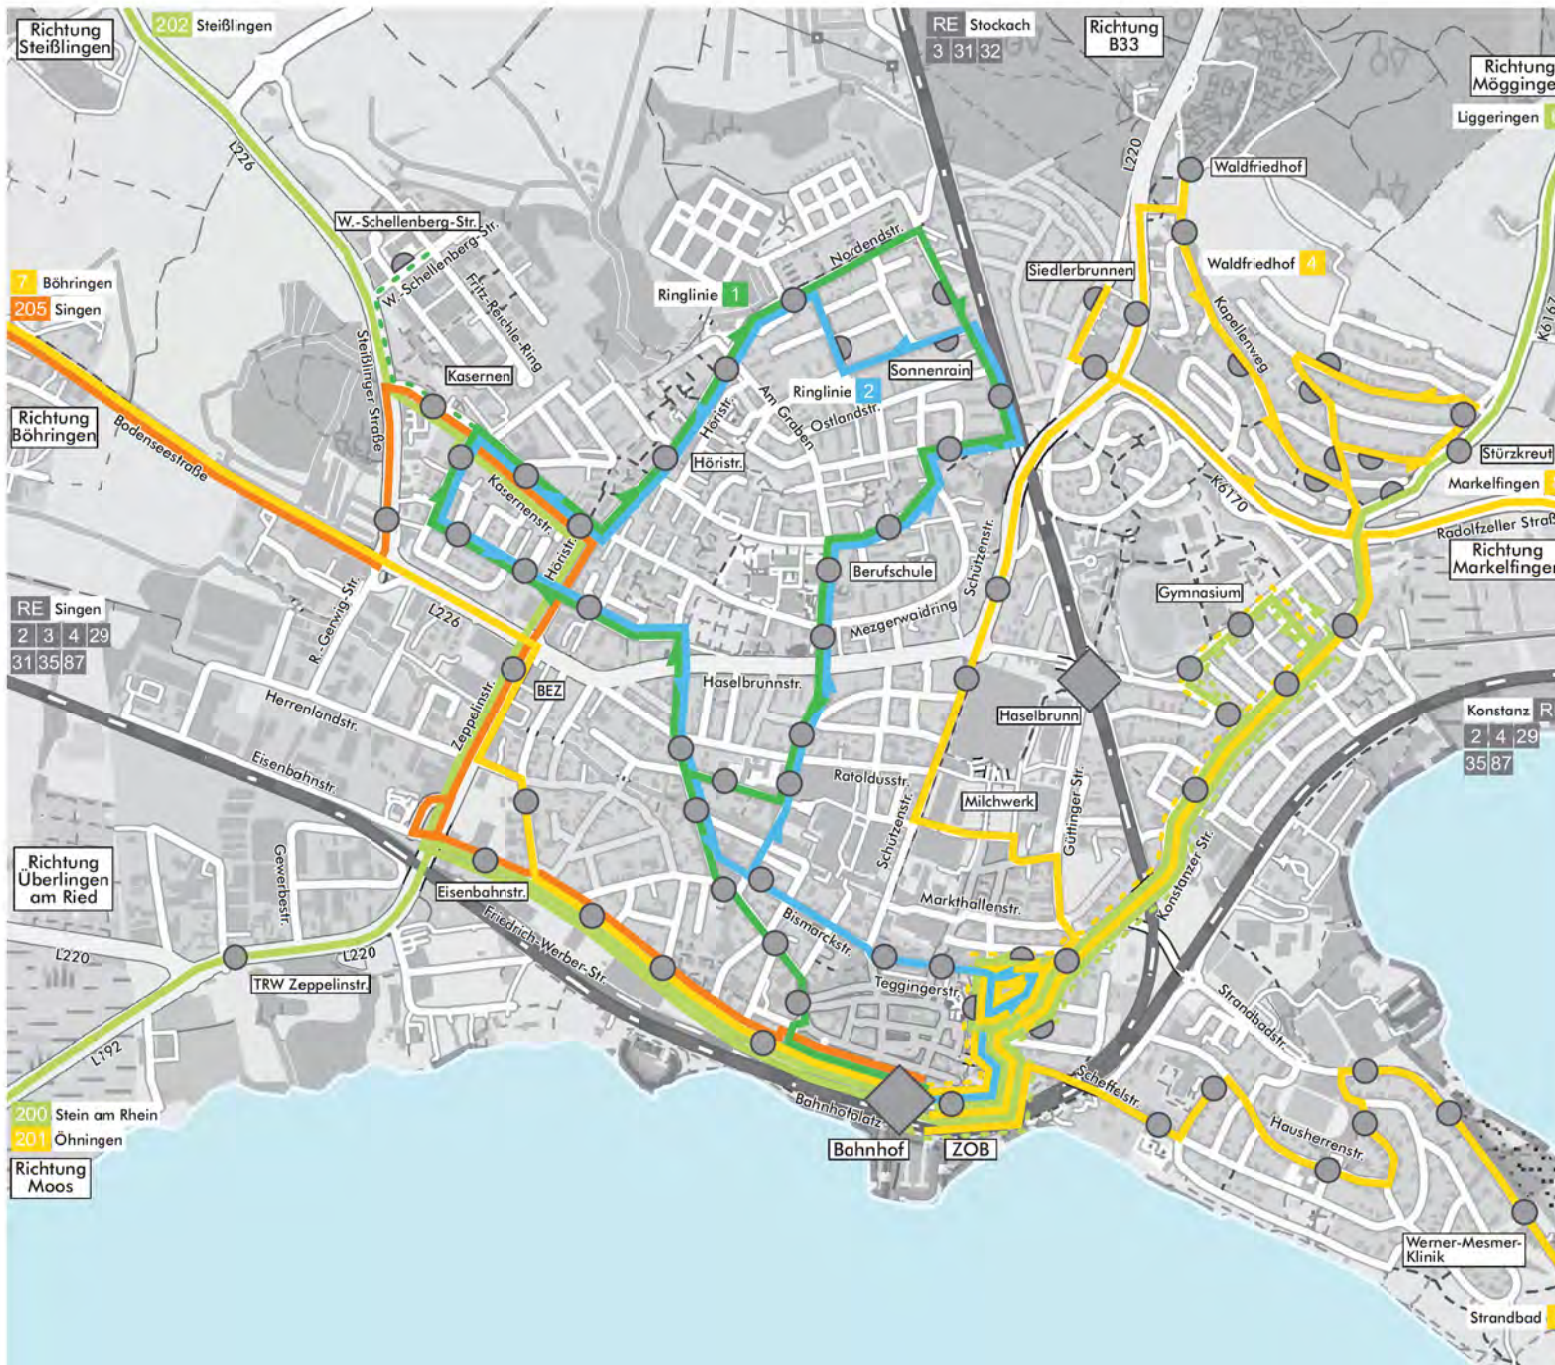 Richtung
Steißlingen
202 Steißlingen
RE Stockach
3 31 32
Richtung
B33
Richtung
Liggeringen
L226
L220
K6167
Waldfriedhof
W.-Schellenberg-Str.
W.-Schellenberg-Str.
Fritz-Reichle-Ring
Nordendstr.
Siedlerbrunnen
Waldfriedhof 4
7 Böhringen
205 Singen
Ringlinie 1
Kapellenweg
Steißlinger Straße
Kasernen
Sonnenrain
Ringlinie 2
Ostlandstr.
Am Graben
Höristr.
Richtung
Böhringen
Bodenseestraße
Höristr.
Stürzkreut
K6170
Markelfingen
Kasernenstr.
Radolfzeller Straß
Richtung
Markelfingen
Höristr.
Schützenstr.
Berufschule
Gymnasium
RE Singen
2 3 4 29
31 35 87
R.-Gerwig-Str.
L226
Mezgerwaidring
BEZ
Haselbrunnstr.
Herrenlandstr.
Zeppelinstr.
Haselbrunn
Konstanz R
2 4 29
35 87
Eisenbahnstr.
Ratoldusstr.
Milchwerk
Güttinger Str.
Schützenstr.
Konstanzer Str.
Richtung
Überlingen
am Ried
Gewerbestr.
Eisenbahnstr.
Markthallenstr.
Bismarckstr.
Friedrich-Werber-Str.
L220
L220
TRW Zeppelinstr.
Teggingerstr.
Strandbadstr.
L192
Scheffelstr.
200 Stein am Rhein
201 Öhningen
Richtung
Moos
Bahnhofplatz
Bahnhof
ZOB
Hausherrenstr.
Werner-Mesmer-
Klinik
Strandbad